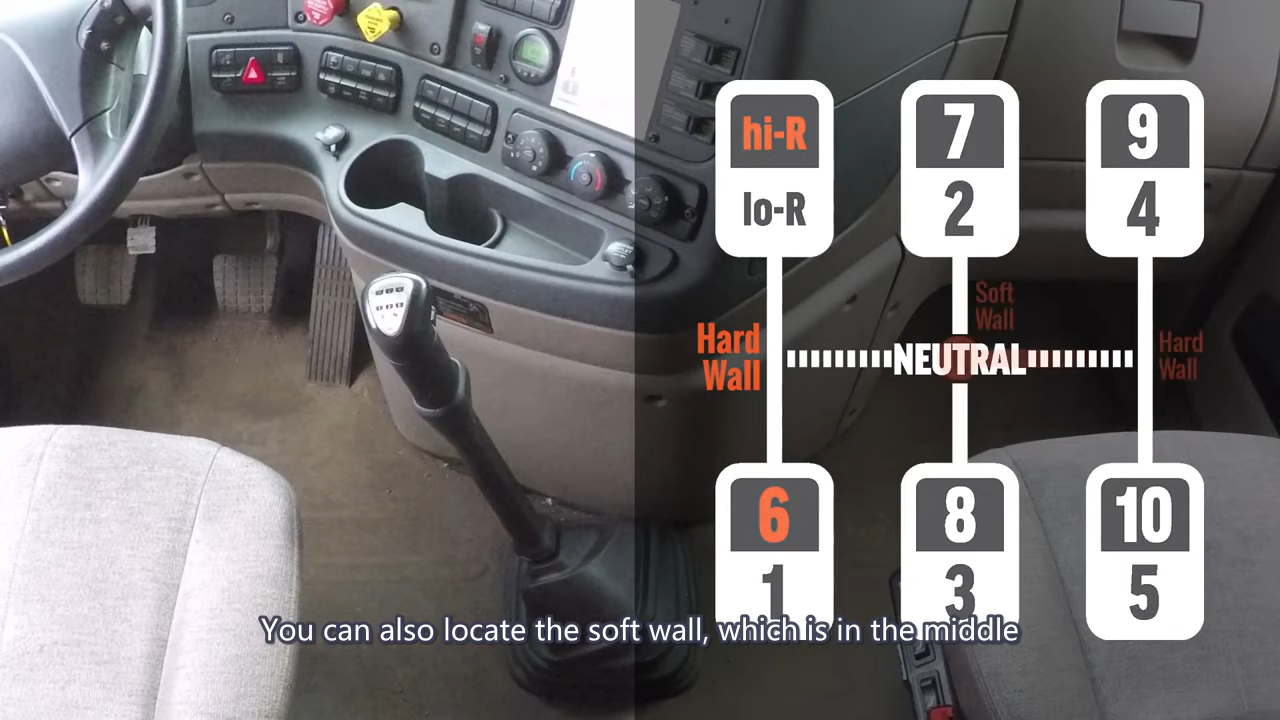 hi-R
lo-R
7
2
9
4
Soft
Wall
Hard
Wall
NEUTRAL
Hard
Wall
6
1
8
3
10
5
You can also locate the soft wall, which is in the middle